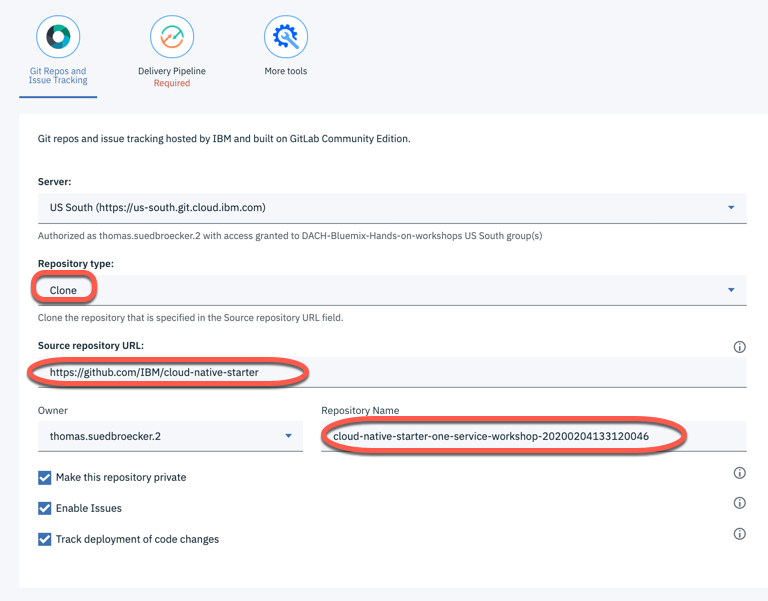 Git Repos and
Issue Tracking
Delivery Pipeline
Required
More tools
Git repos and issue tracking hosted by IBM and built on GitLab Community Edition.
Server:
US South (https://us-south.git.cloud.ibm.com)
Authorized as thomas.suedbroecker.2 with access granted to DACH-Bluemix-Hands-on-workshops US South group(s)
Repository type:
Clone
Clone the repository that is specified in the Source repository URL field.
Source repository URL:
https://github.com/IBM/cloud-native-starter
Owner
Repository Name
thomas.suedbroecker.2
cloud-native-starter-one-service-workshop-20200204133120046
Make this repository private
Enable Issues
Track deployment of code changes